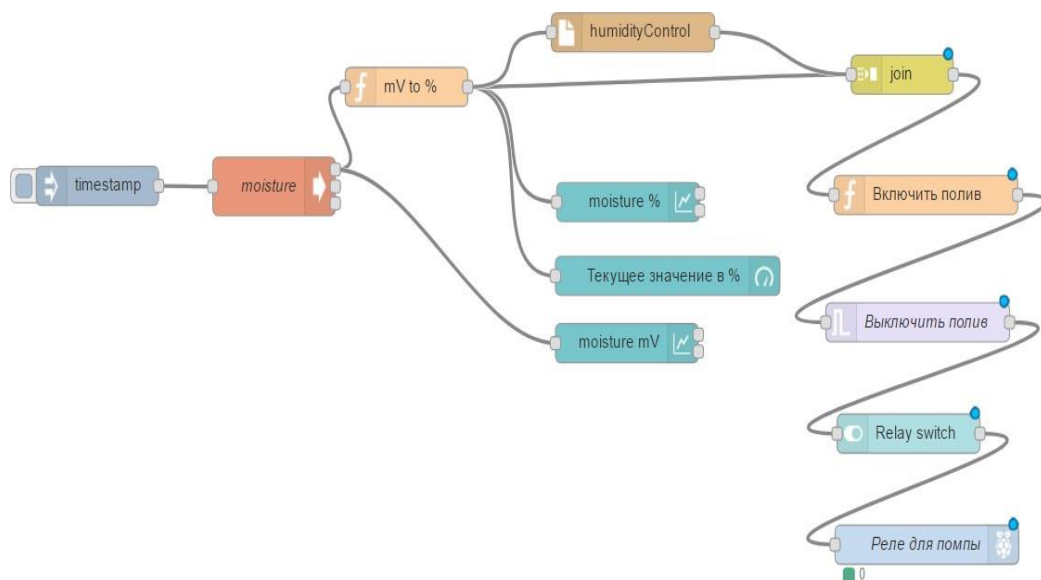 humidityControl
join
mV to %
timestamp
moisture
moisture %
Включить полив
Текущее значение в %
Выключить полив
moisture mV
Relay switch
Реле для помпы
0